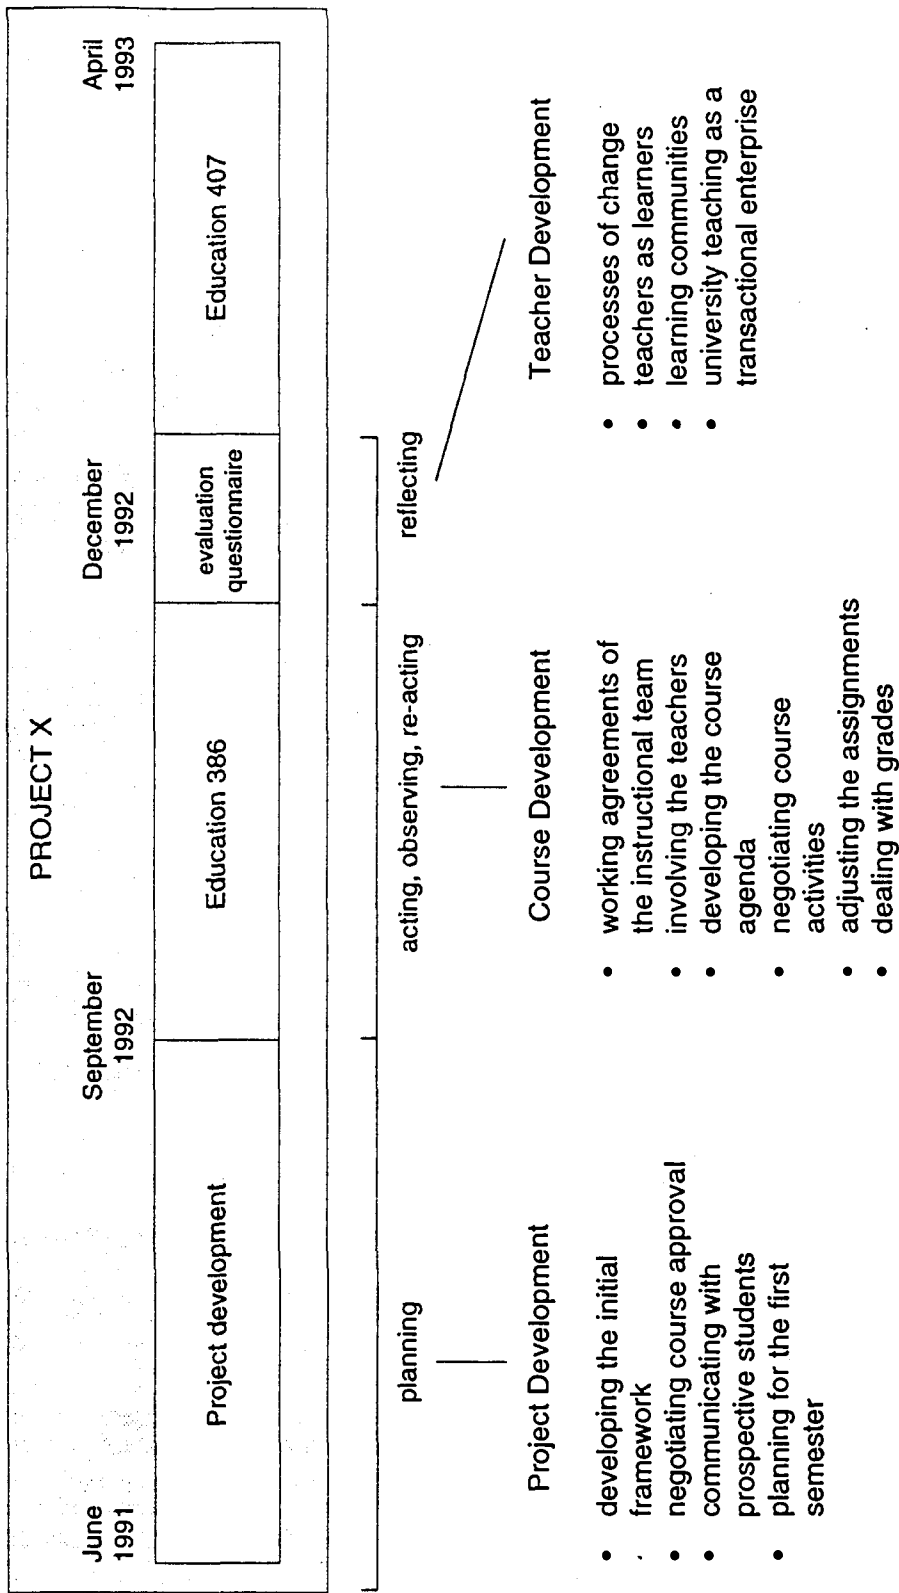 PROJECT X
June
1991
September
1992
December
1992
April
1993
Project development
Education 386
evaluation
questionnaire
Education 407
planning
acting, observing, re-acting
reflecting
Project Development
• developing the initial
framework
• negotiating course approval
• communicating with
prospective students
• planning for the first
semester
Course Development
• working agreements of
the instructional team
• involving the teachers
• developing the course
agenda
• negotiating course
activities
• adjusting the assignments
• dealing with grades
Teacher Development
• processes of change
• teachers as learners
• learning communities
• university teaching as a
transactional enterprise